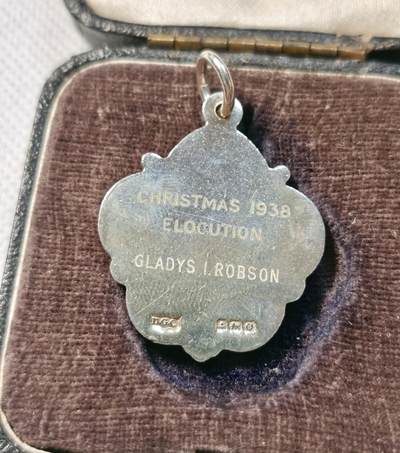 CHRISTMAS 1938
ELOCUTION
GLADYS I. ROBSON